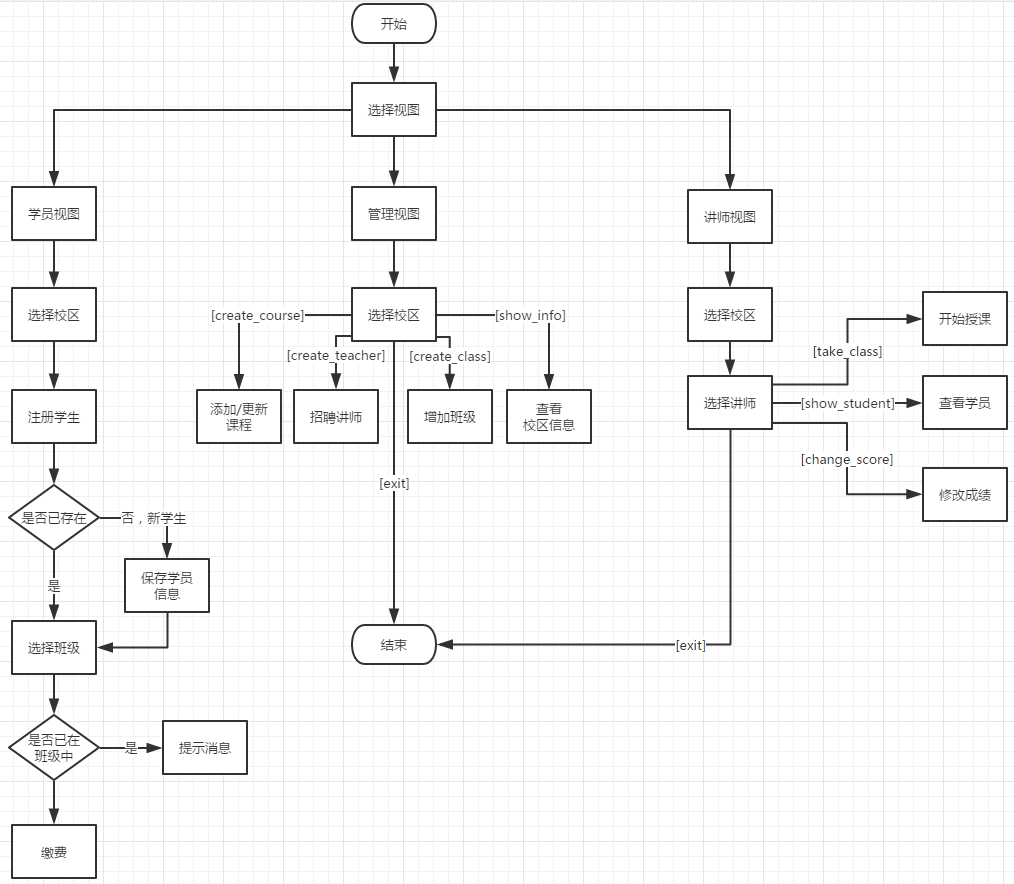 开始
选择视图
学员视图
管理视图
讲师视图
选择校区
选择校区
选择校区
[create_course]
[show_info]
开始授课
[create_teacher]
[create_class]
[take_class]
注册学生
添加/更新
课程
招聘讲师
增加班级
查看
校区信息
选择讲师
[show_student]
查看学员
[change_score]
[exit]
修改成绩
是否已存在
否，新学生
是
保存学员
信息
选择班级
结束
[exit]
是否已在
班级中
是
提示消息
缴费